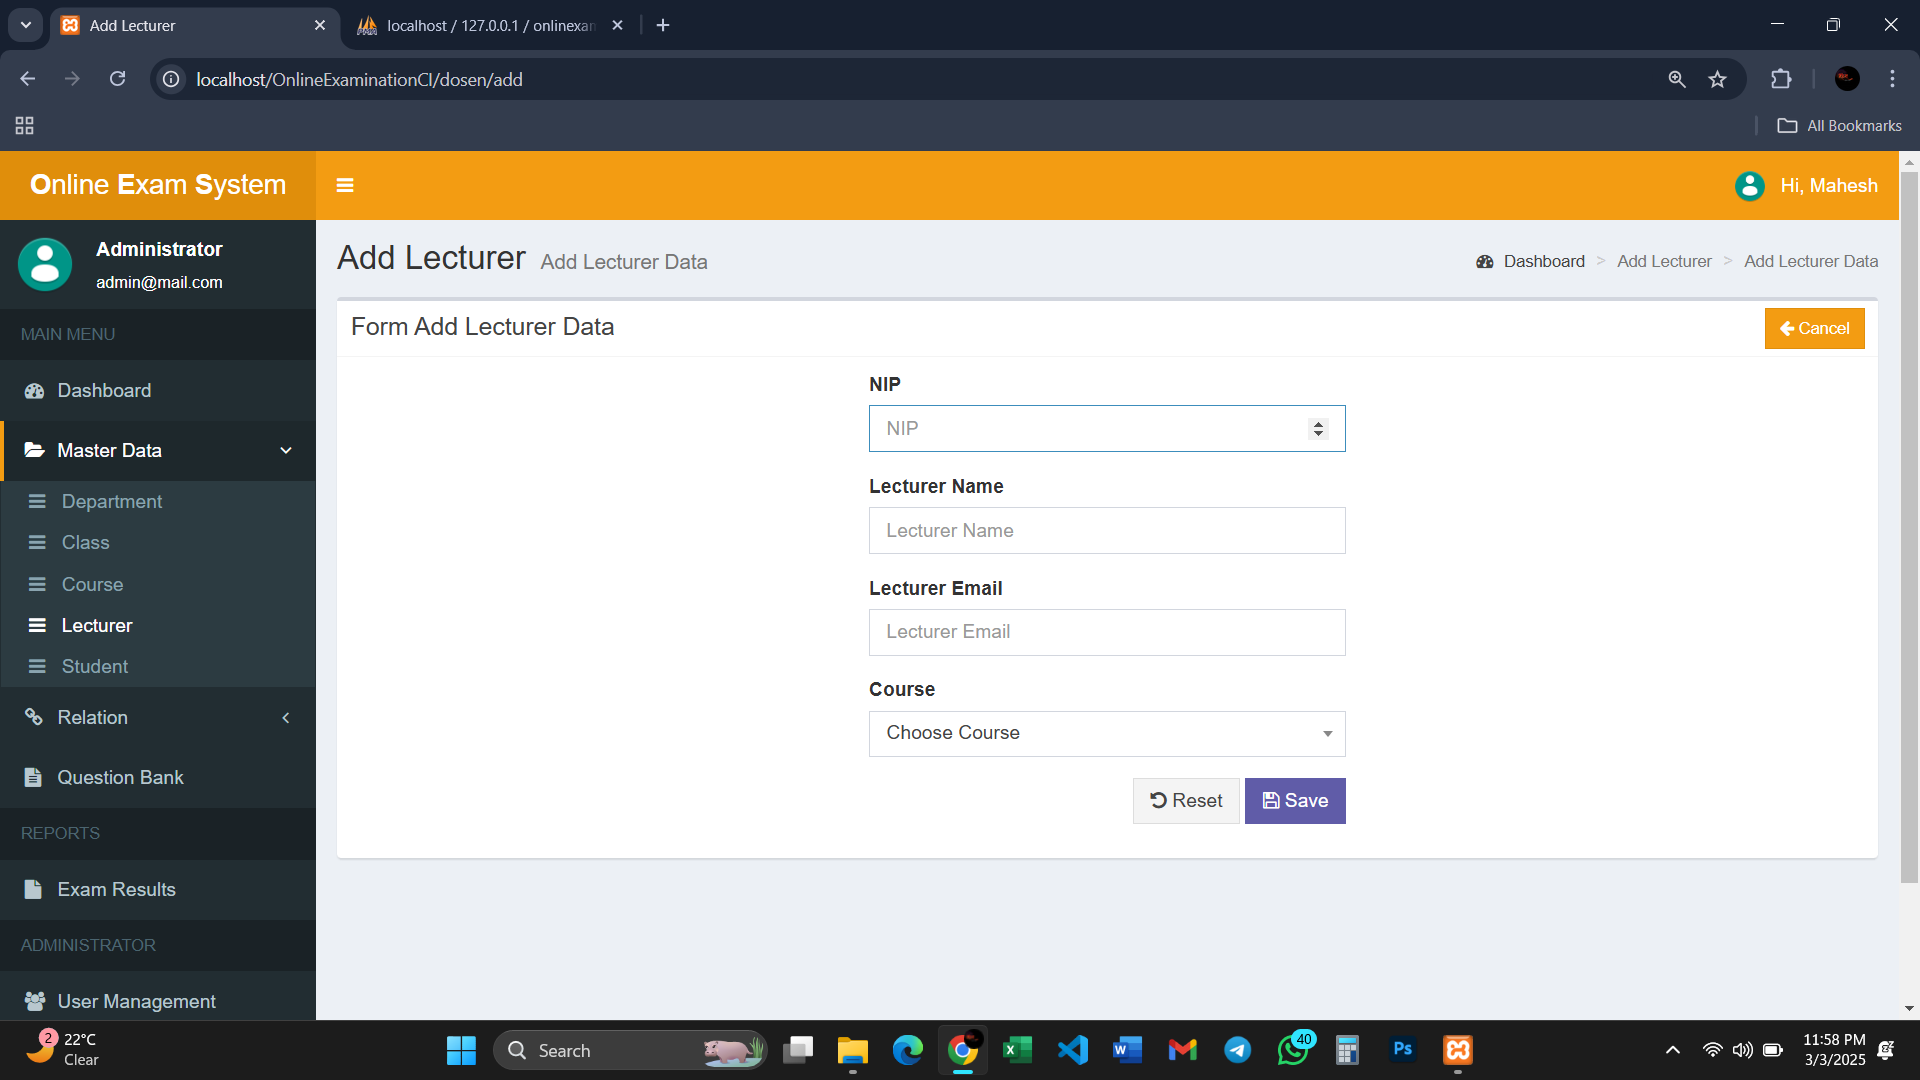 Add Lecturer
localhost / 127.0.0.1 / onlinexan
localhost/OnlineExaminationCI/dosen/add
All Bookmarks
Online Exam System
Hi, Mahesh
Administrator
admin@mail.com
Add Lecturer Add Lecturer Data
Dashboard > Add Lecturer > Add Lecturer Data
MAIN MENU
Dashboard
Master Data
Department
Class
Course
Lecturer
Student
Relation
Question Bank
REPORTS
Exam Results
ADMINISTRATOR
User Management
Form Add Lecturer Data
Cancel
NIP
NIP
Lecturer Name
Lecturer Name
Lecturer Email
Lecturer Email
Course
Choose Course
Reset
Save
2
22°C
Clear
Search
40
Ps
11:58 PM
3/3/2025